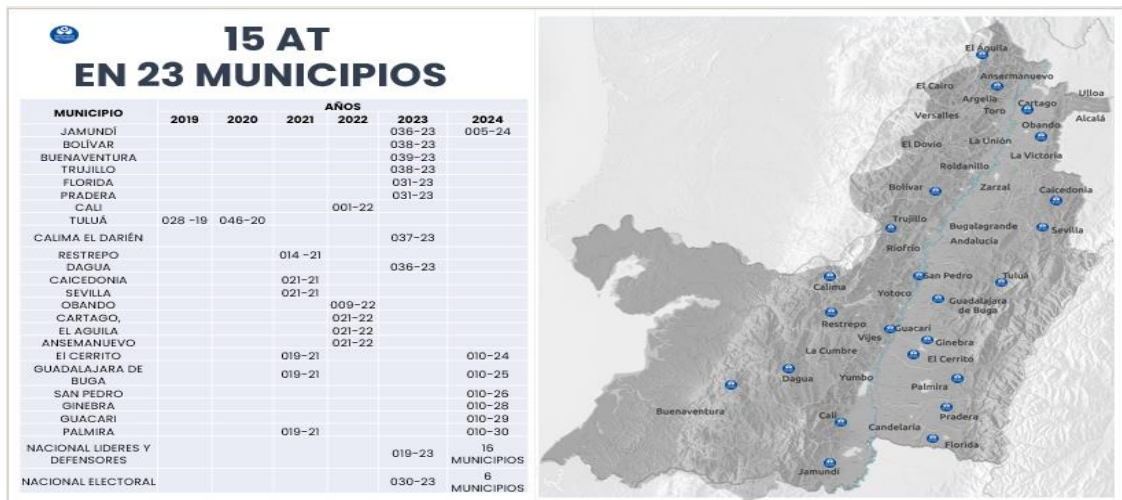 15 AT
EN 23 MUNICIPIOS
MUNICIPIO AÑOS
2019 2020 2021 2022 2023 2024
JAMUNDÍ 036-23 005-24
BOLÍVAR 038-23
BUENAVENTURA 039-23
TRUJILLO 038-23
FLORIDA 031-23
PRADERA 031-23
CALI 001-22
TULUÁ 028 -19 046-20
CALIMA EL DARIÉN 037-23
RESTREPO 014 -21
DAGUA 036-23
CAICEDONIA 021-21
SEVILLA 021-21
OBANDO 009-22
CARTAGO, 021-22
EL AGUILA 021-22
ANSEMANUEVO 021-22
El CERRITO 019-21 010-24
GUADALAJARA DE
BUGA 019-21 010-25
SAN PEDRO 010-26
GINEBRA 010-28
GUACARI 010-29
PALMIRA 019-21 010-30
NACIONAL LIDERES Y
DEFENSORES 019-23 16
MUNICIPIOS
NACIONAL ELECTORAL 030-23 6
MUNICIPIOS
El Águila
Ansermanuevo
El Cairo
Ulloa
Argelia
Cartago
Versalles
Toro
Alcalá
Obando
El Dovio
La Unión
La Victoria
Roldanillo
Bolívar
Zarzal
Caicedonia
Trujillo
Bugalagrande
Sevilla
Riofrío
Andalucía
San Pedro
Tuluá
Calima
Yotoco
Guadalajara
de Buga
Restrepo
Vijes
Guacarí
Ginebra
La Cumbre
El Cerrito
Dagua
Yumbo
Palmira
Buenaventura
Pradera
Cali
Candelaria
Florida
Jamundí